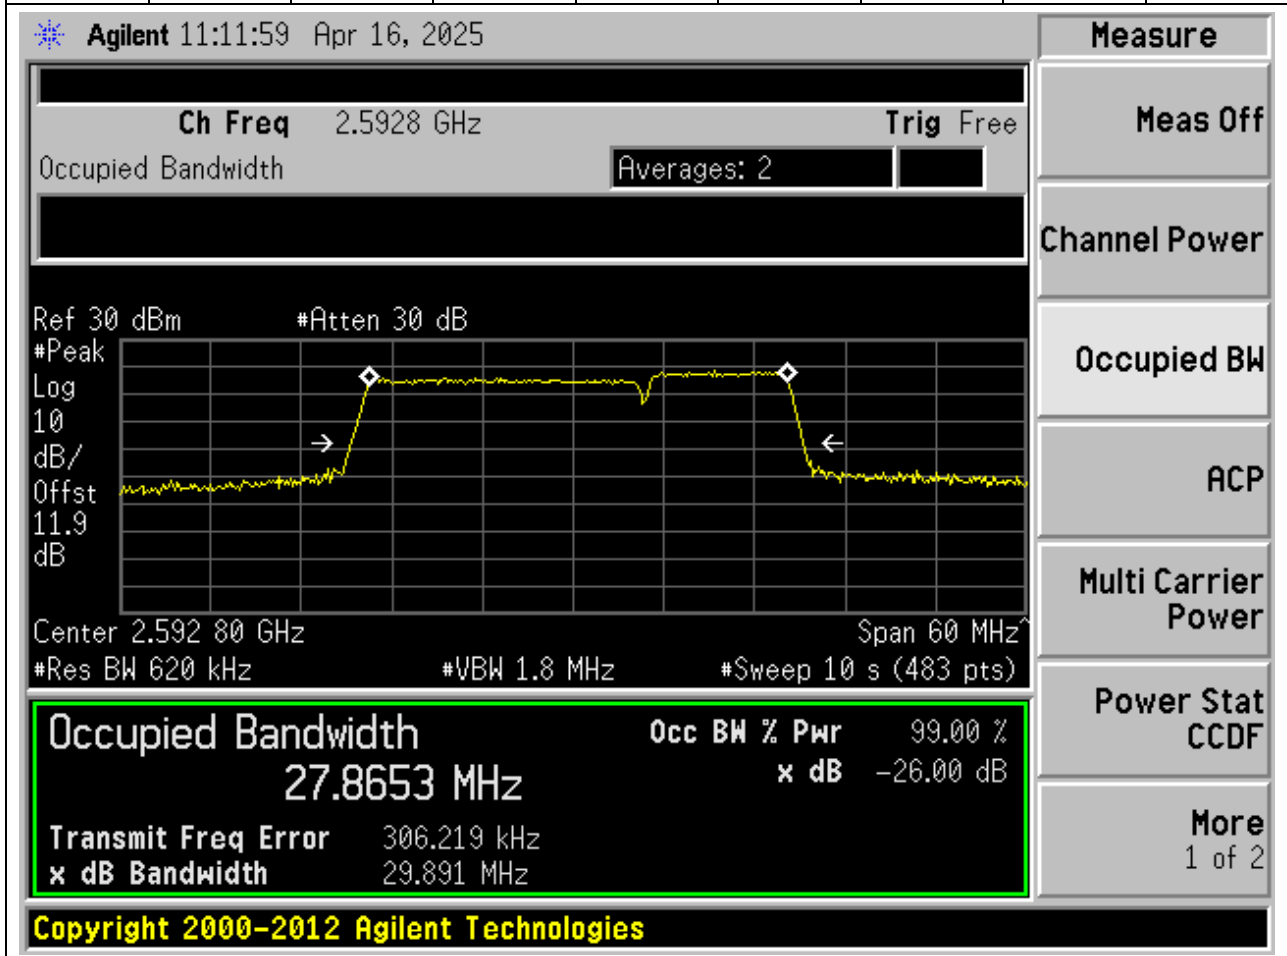 Agilent 11:11:59 Apr 16, 2025
Measure
Ch Freq 2.5928 GHz Trig Free
Occupied Bandwidth Averages: 2
Meas Off
Channel Power
Occupied BW
ACP
Multi Carrier
Power
Power Stat
CCDF
More
1 of 2
Ref 30 dBm #Atten 30 dB
#Peak
Log
10
dB/
Offst
11.9
dB
Center 2.592 80 GHz Span 60 MHz^
#Res BW 620 kHz #VBW 1.8 MHz #Sweep 10 s (483 pts)
Occupied Bandwidth
27.8653 MHz
Occ BW % Pwr 99.00 %
x dB -26.00 dB
Transmit Freq Error 306.219 kHz
x dB Bandwidth 29.891 MHz
Copyright 2000-2012 Agilent Technologies